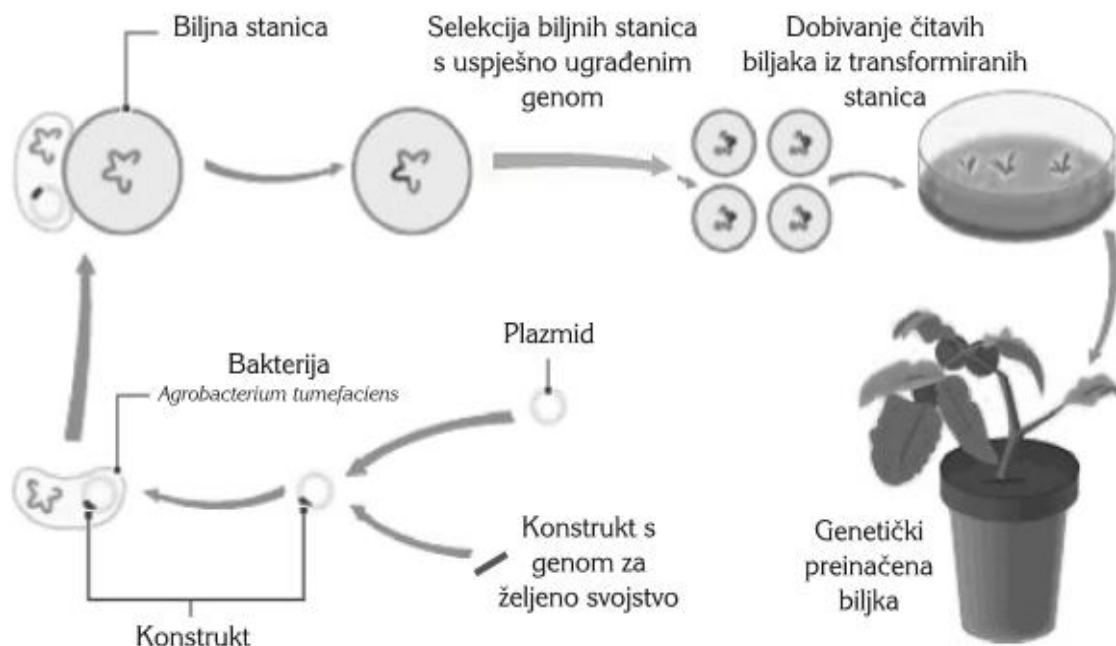 Biljna stanica
Selekcija biljnih stanica
s uspješno ugrađenim
genom
Dobivanje čitavih
biljaka iz transformiranih
stanica
Plazmid
Bakterija
Agrobacterium tumefaciens
Konstrukt s
genom za
željeno svojstvo
Konstrukt
Genetički
preinačena
biljka